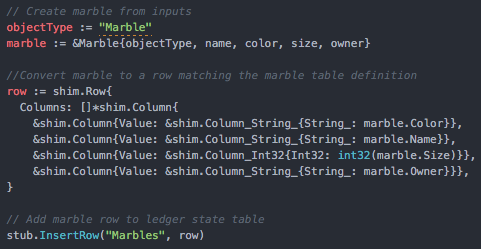 // Create marble from inputs
objectType := "Marble"
marble := &Marble{objectType, name, color, size, owner}
//Convert marble to a row matching the marble table definition
row := shim.Row{
Columns: []*shim.Column{
&shim.Column{Value: &shim.Column_String_{String_: marble.Color}},
&shim.Column{Value: &shim.Column_String_{String_: marble.Name}},
&shim.Column{Value: &shim.Column_Int32{Int32: int32(marble.Size)}},
&shim.Column{Value: &shim.Column_String_{String_: marble.Owner}}},
}
// Add marble row to ledger state table
stub.InsertRow("Marbles", row)